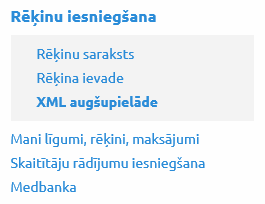 Rēķinu iesniegšana
Rēķinu saraksts
Rēķina ievade
XML augšupielāde
Mani līgumi, rēķini, maksājumi
Skaitītāju rādījumu iesniegšana
Medbanka